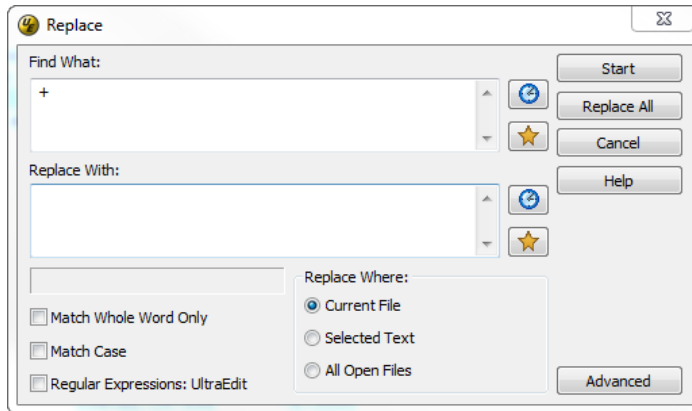 Replace
Find What:
+
Replace With:
Start
Replace All
Cancel
Help
Match Whole Word Only
Match Case
Regular Expressions: UltraEdit
Replace Where:
Current File
Selected Text
All Open Files
Advanced